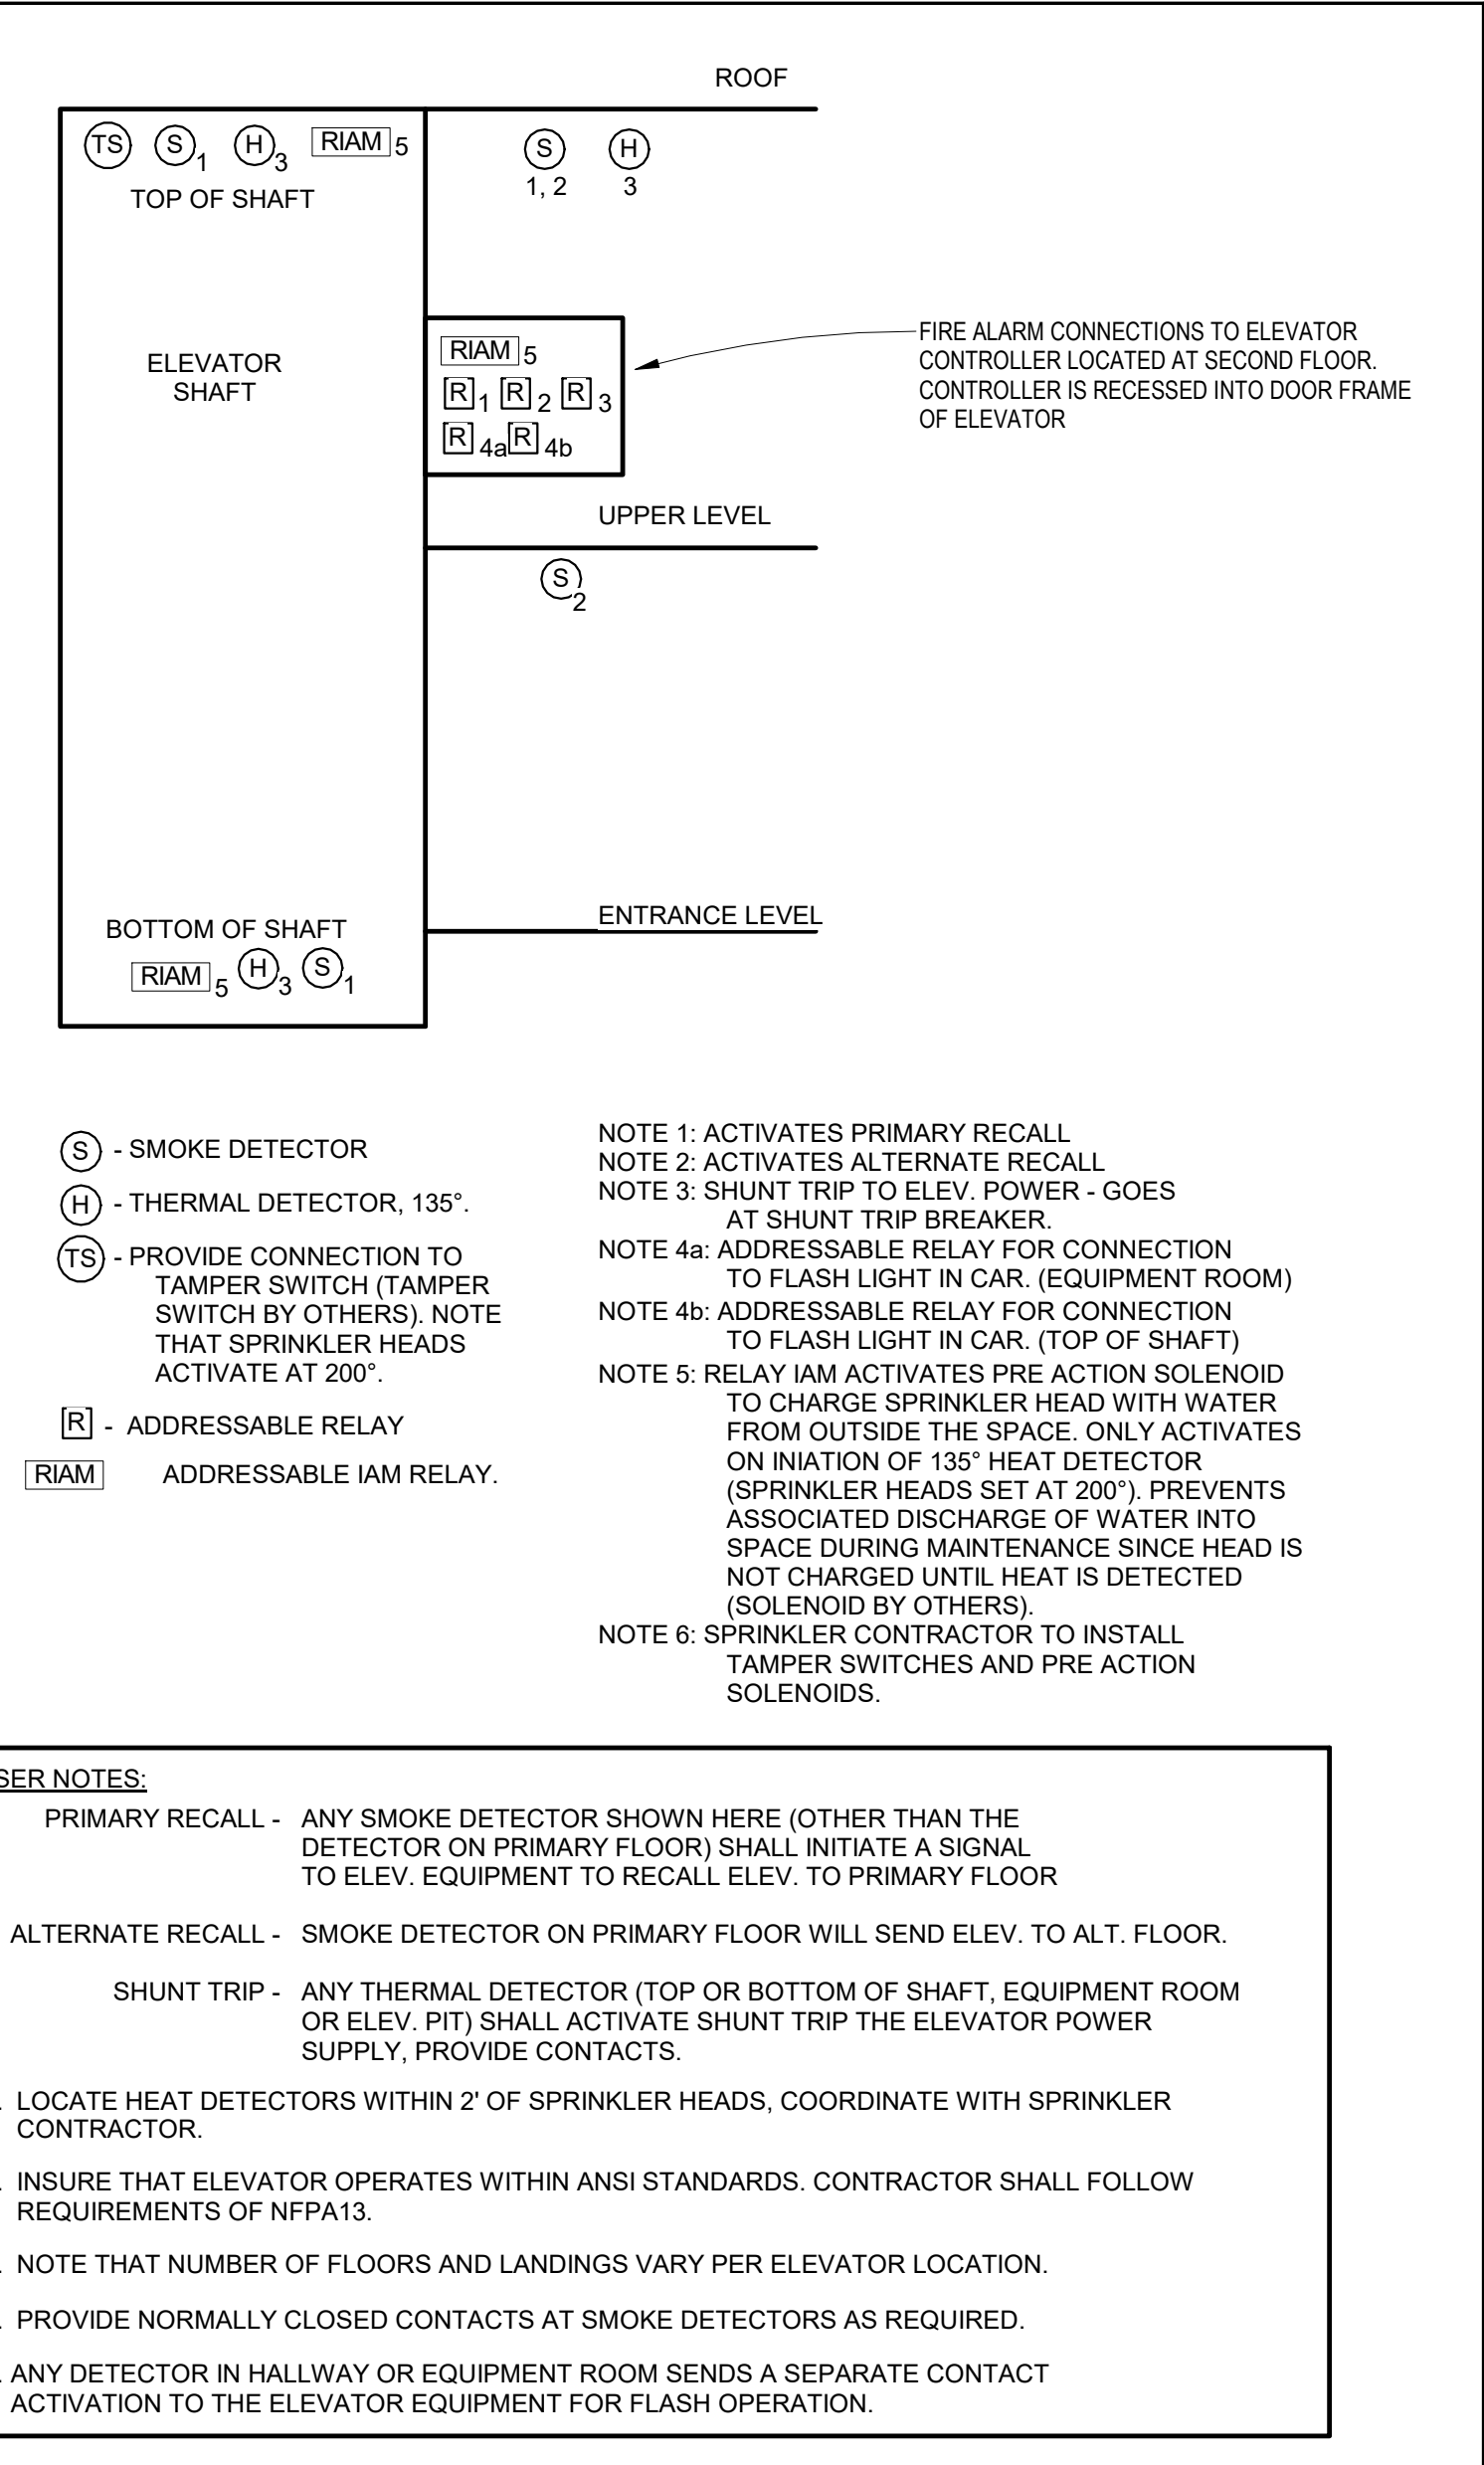 ROOF
TS S 1 H 3 RIAM 5
TOP OF SHAFT
S H
1, 2 3
ELEVATOR
SHAFT
RIAM 5
R 1 R 2 R 3
R 4a R 4b
FIRE ALARM CONNECTIONS TO ELEVATOR
CONTROLLER LOCATED AT SECOND FLOOR.
CONTROLLER IS RECESSED INTO DOOR FRAME
OF ELEVATOR
UPPER LEVEL
S 2
ENTRANCE LEVEL
BOTTOM OF SHAFT
RIAM 5 H 3 S 1
S - SMOKE DETECTOR
H - THERMAL DETECTOR, 135°.
TS - PROVIDE CONNECTION TO
TAMPER SWITCH (TAMPER
SWITCH BY OTHERS). NOTE
THAT SPRINKLER HEADS
ACTIVATE AT 200°.
R - ADDRESSABLE RELAY
RIAM ADDRESSABLE IAM RELAY.
NOTE 1: ACTIVATES PRIMARY RECALL
NOTE 2: ACTIVATES ALTERNATE RECALL
NOTE 3: SHUNT TRIP TO ELEV. POWER - GOES
AT SHUNT TRIP BREAKER.
NOTE 4a: ADDRESSABLE RELAY FOR CONNECTION
TO FLASH LIGHT IN CAR. (EQUIPMENT ROOM)
NOTE 4b: ADDRESSABLE RELAY FOR CONNECTION
TO FLASH LIGHT IN CAR. (TOP OF SHAFT)
NOTE 5: RELAY IAM ACTIVATES PRE ACTION SOLENOID
TO CHARGE SPRINKLER HEAD WITH WATER
FROM OUTSIDE THE SPACE. ONLY ACTIVATES
ON INIATION OF 135° HEAT DETECTOR
(SPRINKLER HEADS SET AT 200°). PREVENTS
ASSOCIATED DISCHARGE OF WATER INTO
SPACE DURING MAINTENANCE SINCE HEAD IS
NOT CHARGED UNTIL HEAT IS DETECTED
(SOLENOID BY OTHERS).
NOTE 6: SPRINKLER CONTRACTOR TO INSTALL
TAMPER SWITCHES AND PRE ACTION
SOLENOIDS.
SER NOTES:
PRIMARY RECALL - ANY SMOKE DETECTOR SHOWN HERE (OTHER THAN THE
DETECTOR ON PRIMARY FLOOR) SHALL INITIATE A SIGNAL
TO ELEV. EQUIPMENT TO RECALL ELEV. TO PRIMARY FLOOR
ALTERNATE RECALL - SMOKE DETECTOR ON PRIMARY FLOOR WILL SEND ELEV. TO ALT. FLOOR.
SHUNT TRIP - ANY THERMAL DETECTOR (TOP OR BOTTOM OF SHAFT, EQUIPMENT ROOM
OR ELEV. PIT) SHALL ACTIVATE SHUNT TRIP THE ELEVATOR POWER
SUPPLY, PROVIDE CONTACTS.
. LOCATE HEAT DETECTORS WITHIN 2' OF SPRINKLER HEADS, COORDINATE WITH SPRINKLER
CONTRACTOR.
. INSURE THAT ELEVATOR OPERATES WITHIN ANSI STANDARDS. CONTRACTOR SHALL FOLLOW
REQUIREMENTS OF NFPA13.
. NOTE THAT NUMBER OF FLOORS AND LANDINGS VARY PER ELEVATOR LOCATION.
. PROVIDE NORMALLY CLOSED CONTACTS AT SMOKE DETECTORS AS REQUIRED.
. ANY DETECTOR IN HALLWAY OR EQUIPMENT ROOM SENDS A SEPARATE CONTACT
ACTIVATION TO THE ELEVATOR EQUIPMENT FOR FLASH OPERATION.